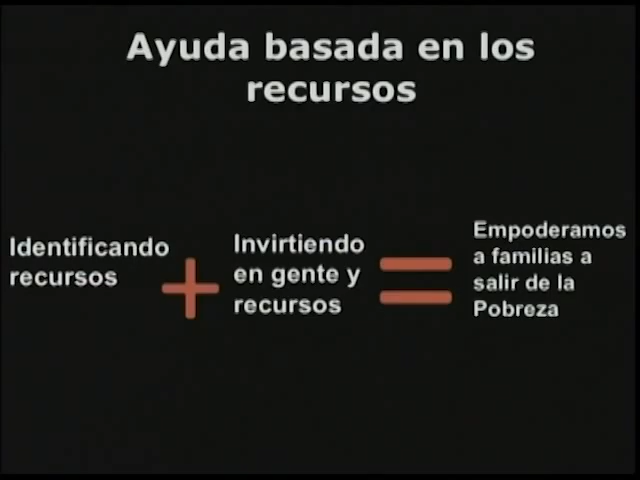 Ayuda basada en los
recursos
Identificando
recursos
+
Invirtiendo
en gente y
recursos
=
Empoderamos
a familias a
salir de la
Pobreza